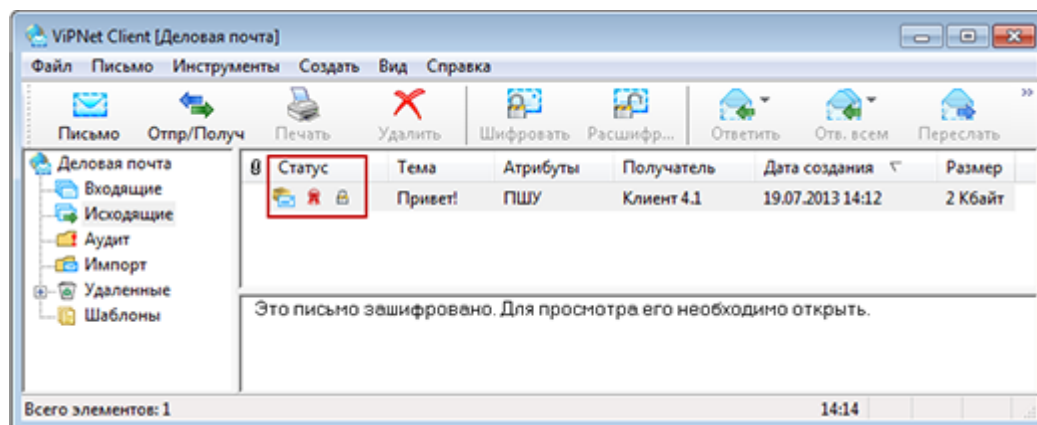 ViPNet Client [Деловая почта]
Файл Письмо Инструменты Создать Вид Справка
Письмо Отпр/Получ Печать Удалить Шифровать Расшифр... Ответить Отв. всем Переслать
Деловая почта
Входящие
Исходящие
Аудит
Импорт
Удаленные
Шаблоны
Статус Тема Атрибуты Получатель Дата создания Размер
Привет! ПШУ Клиент 4.1 19.07.2013 14:12 2 Кбайт
Это письмо зашифровано. Для просмотра его необходимо открыть.
Всего элементов: 1 14:14